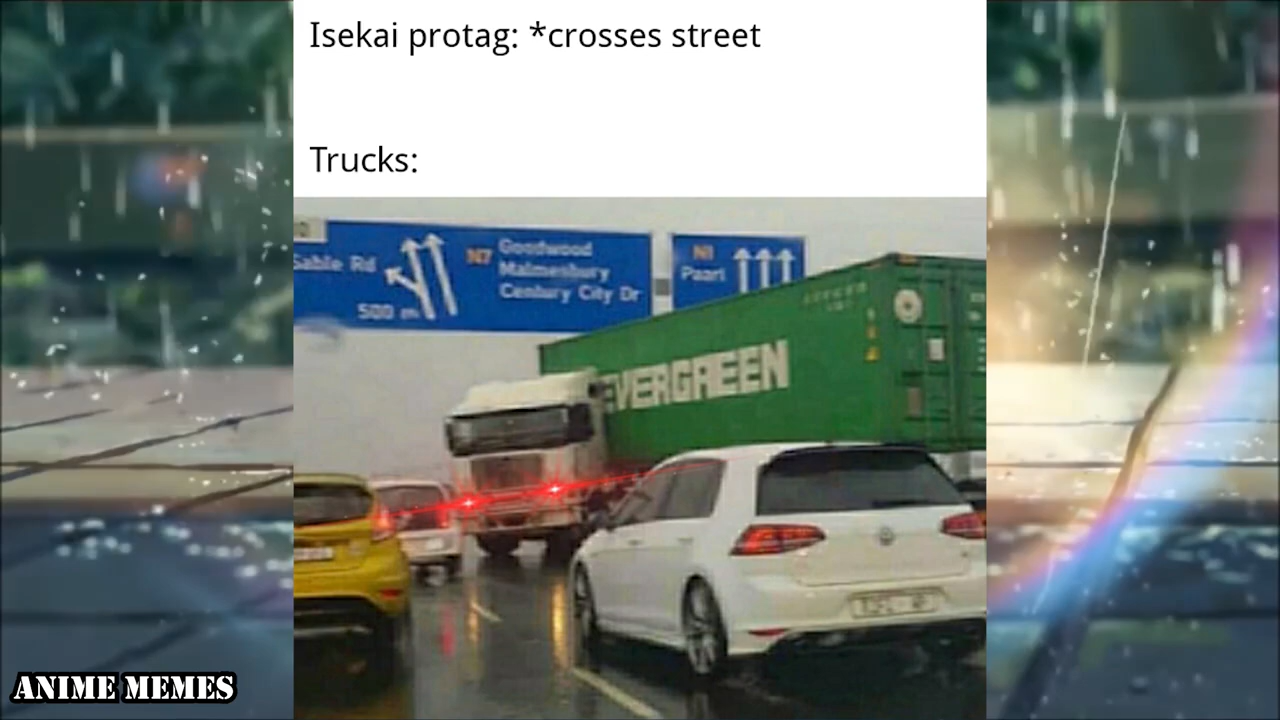 Isekai protag: *crosses street
Trucks:
Sable Rd
500 m
N7
Goodwood
Malmesbury
Century City Dr
N1
Paarl
EVERGREEN
ANIME MEMES